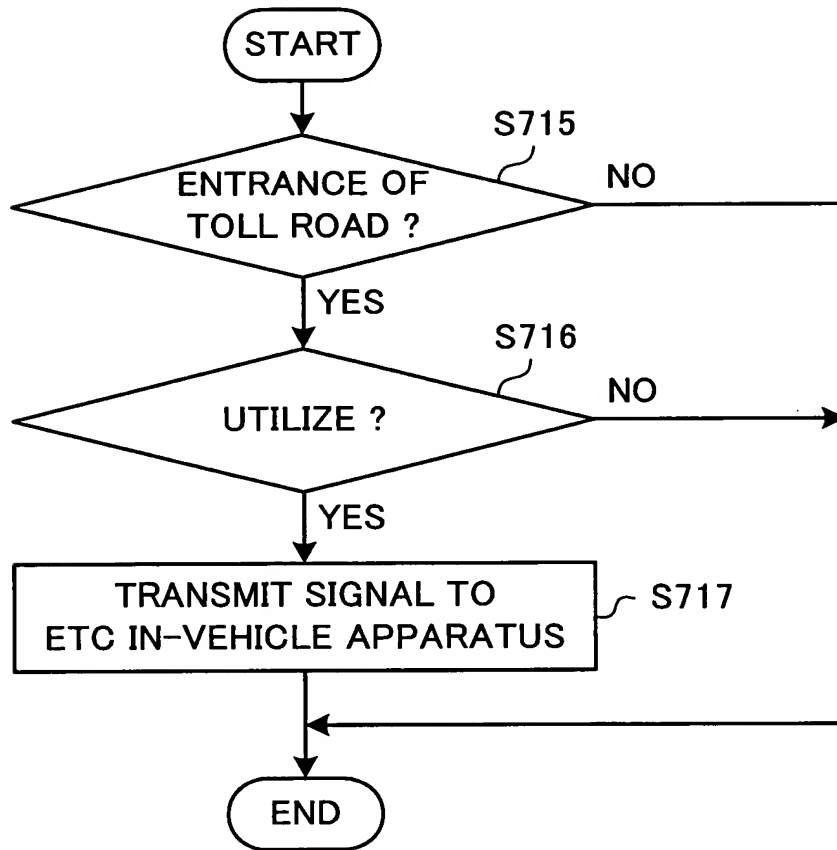 START
S715
ENTRANCE OF
TOLL ROAD ?
NO
YES
S716
UTILIZE ?
NO
YES
TRANSMIT SIGNAL TO
ETC IN-VEHICLE APPARATUS
S717
END